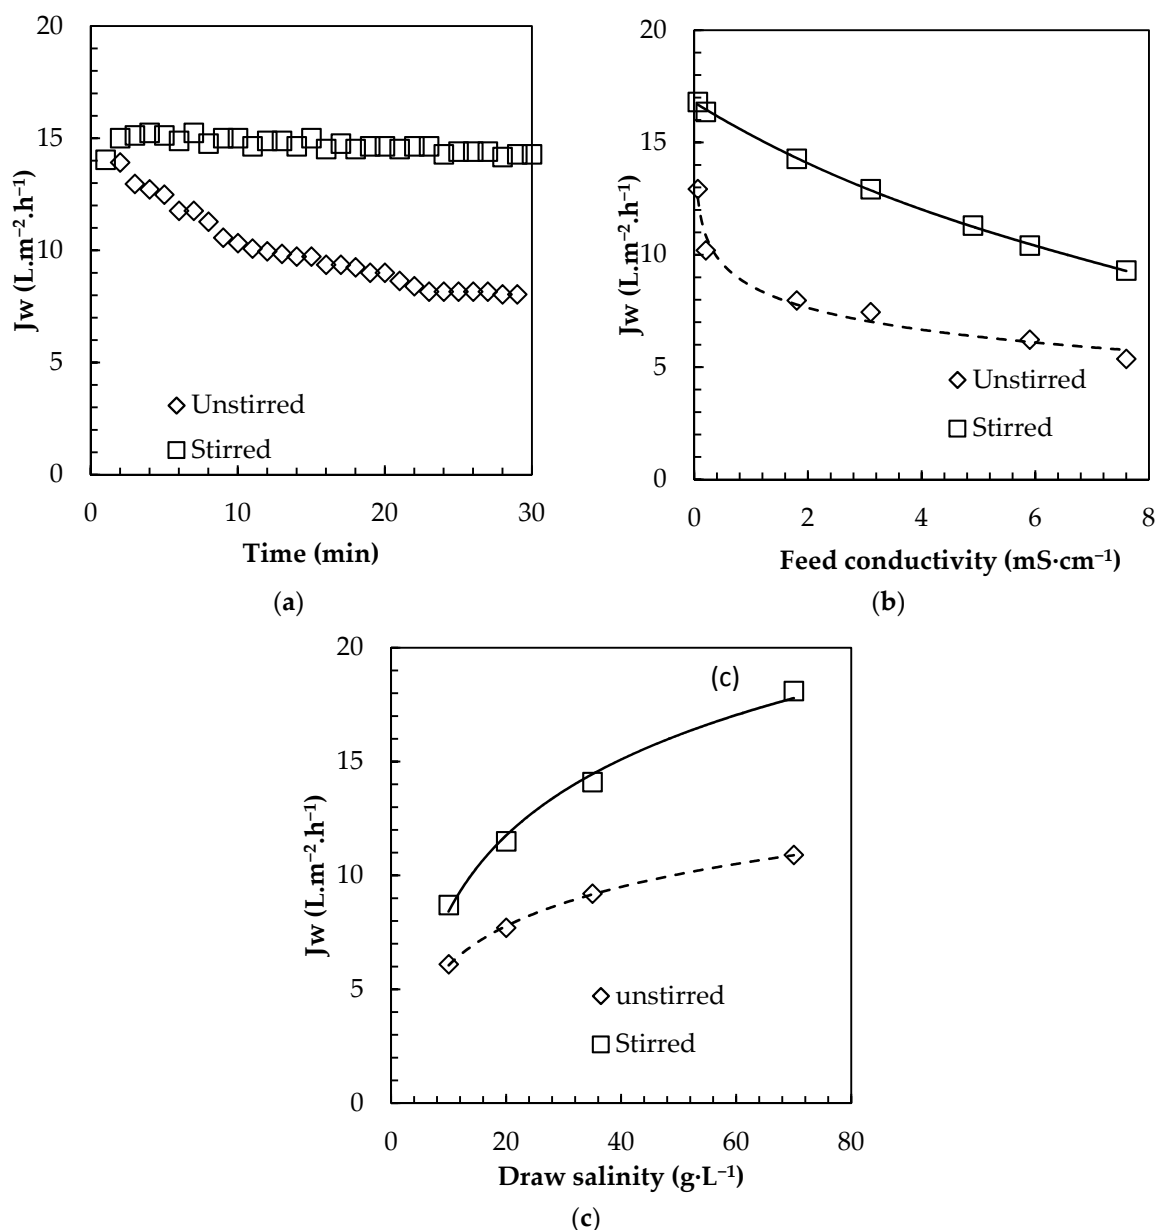 20
15
10
5
0
Jw (L.m⁻².h⁻¹)
Unstirred
Stirred
0 10 20 30
Time (min)
(a)
20
15
10
5
0
Jw (L.m⁻².h⁻¹)
Unstirred
Stirred
0 2 4 6 8
Feed conductivity (mS·cm⁻¹)
(b)
20
15
10
5
0
Jw (L.m⁻².h⁻¹)
(c)
unstirred
Stirred
0 20 40 60 80
Draw salinity (g·L⁻¹)
(c)